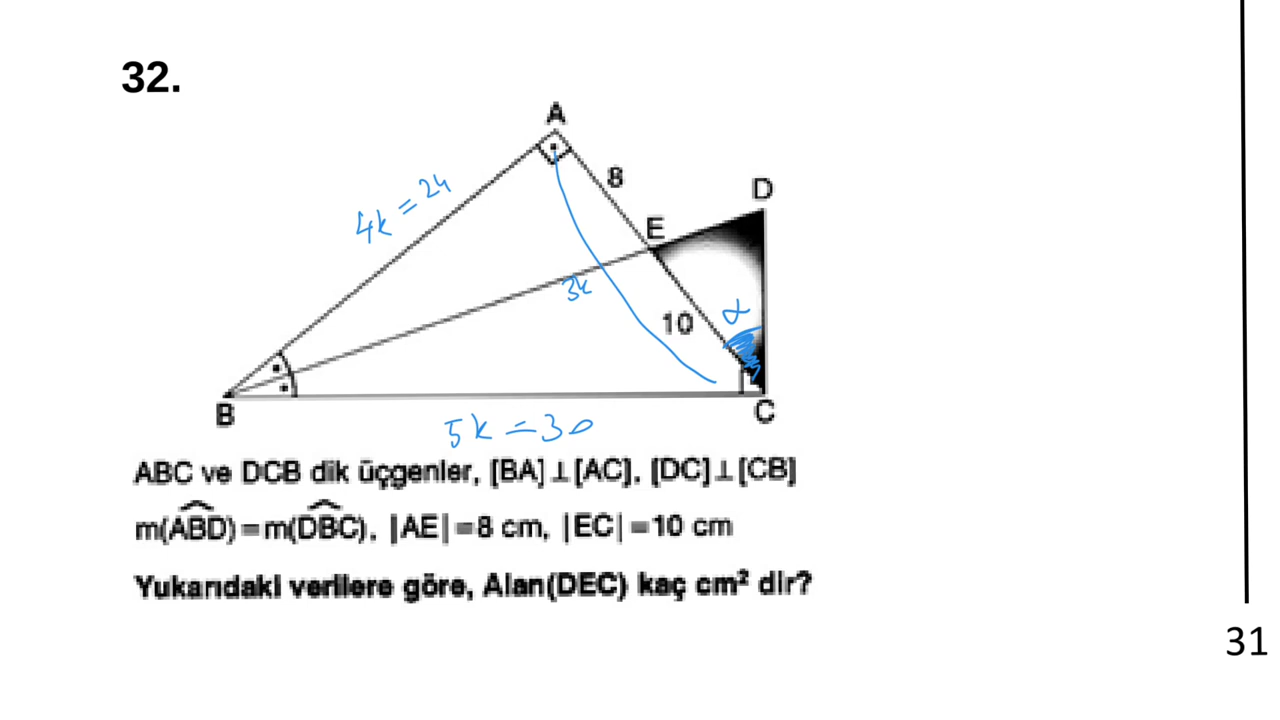 32.
A
8
D
4k = 24
E
3k
10
α
B
C
5k = 30
ABC ve DCB dik üçgenler, [BA]⊥[AC], [DC]⊥[CB]
m(ABD)=m(DBC), |AE|=8 cm, |EC|=10 cm
Yukarıdaki verilere göre, Alan(DEC) kaç cm² dir?
31